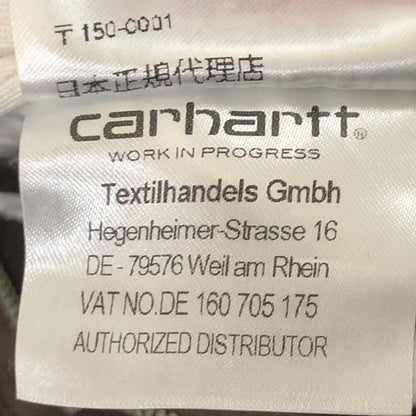 〒150-0001
日本正規代理店
carhartt®
WORK IN PROGRESS
Textilhandels Gmbh
Hegenheimer-Strasse 16
DE - 79576 Weil am Rhein
VAT NO. DE 160 705 175
AUTHORIZED DISTRIBUTOR